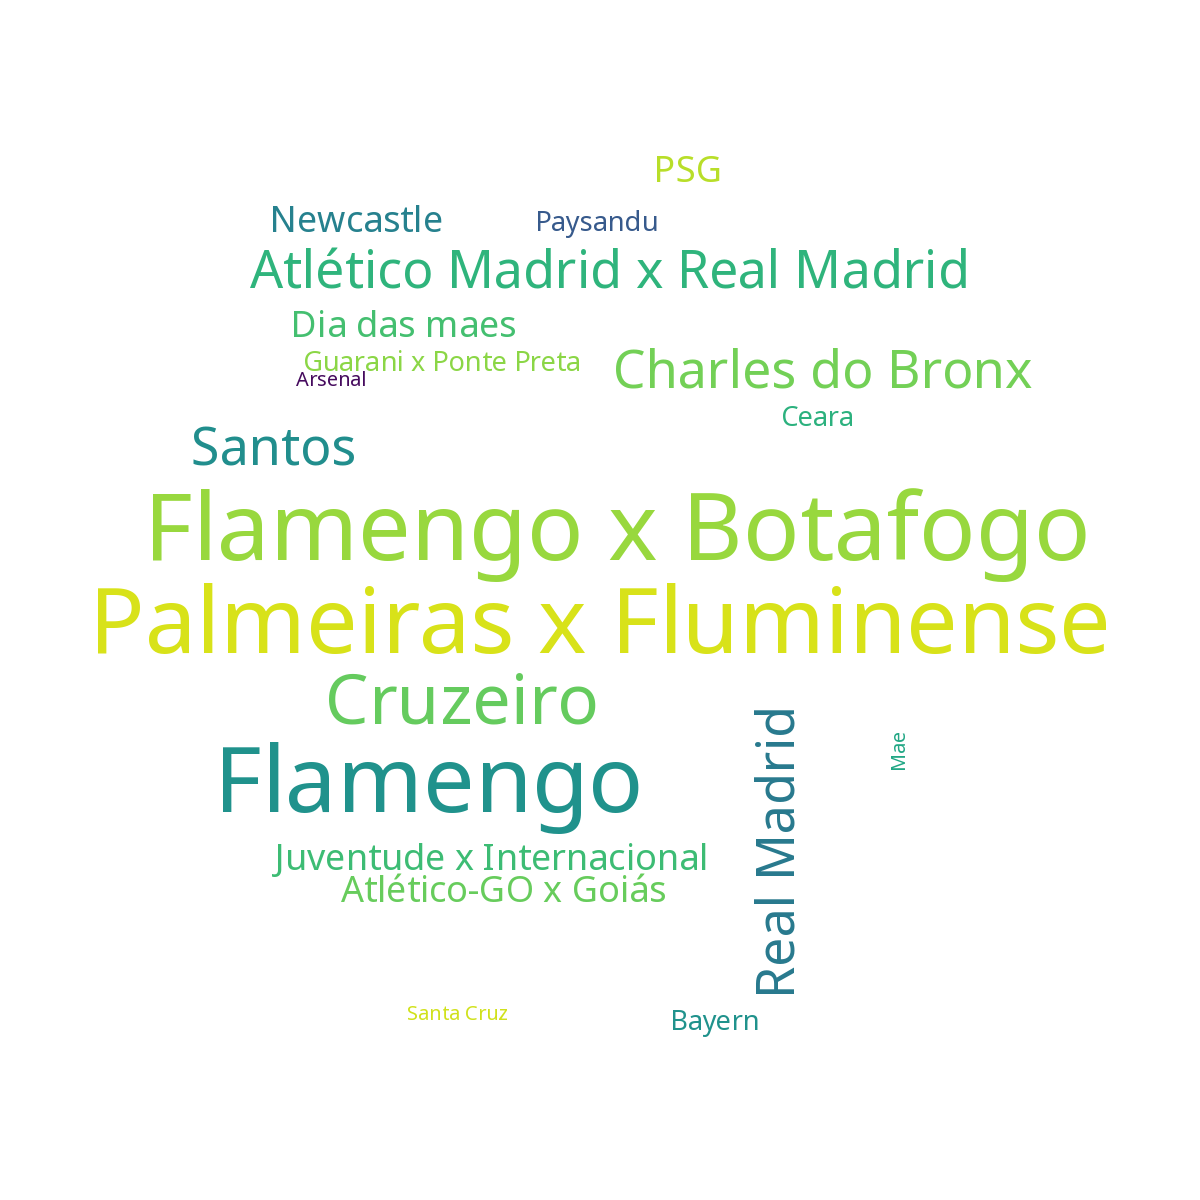 PSG
Newcastle
Paysandu
Atlético Madrid x Real Madrid
Dia das maes
Guarani x Ponte Preta
Charles do Bronx
Arsenal
Ceara
Santos
Flamengo x Botafogo
Palmeiras x Fluminense
Cruzeiro
Real Madrid
Mae
Flamengo
Juventude x Internacional
Atlético-GO x Goiás
Santa Cruz
Bayern